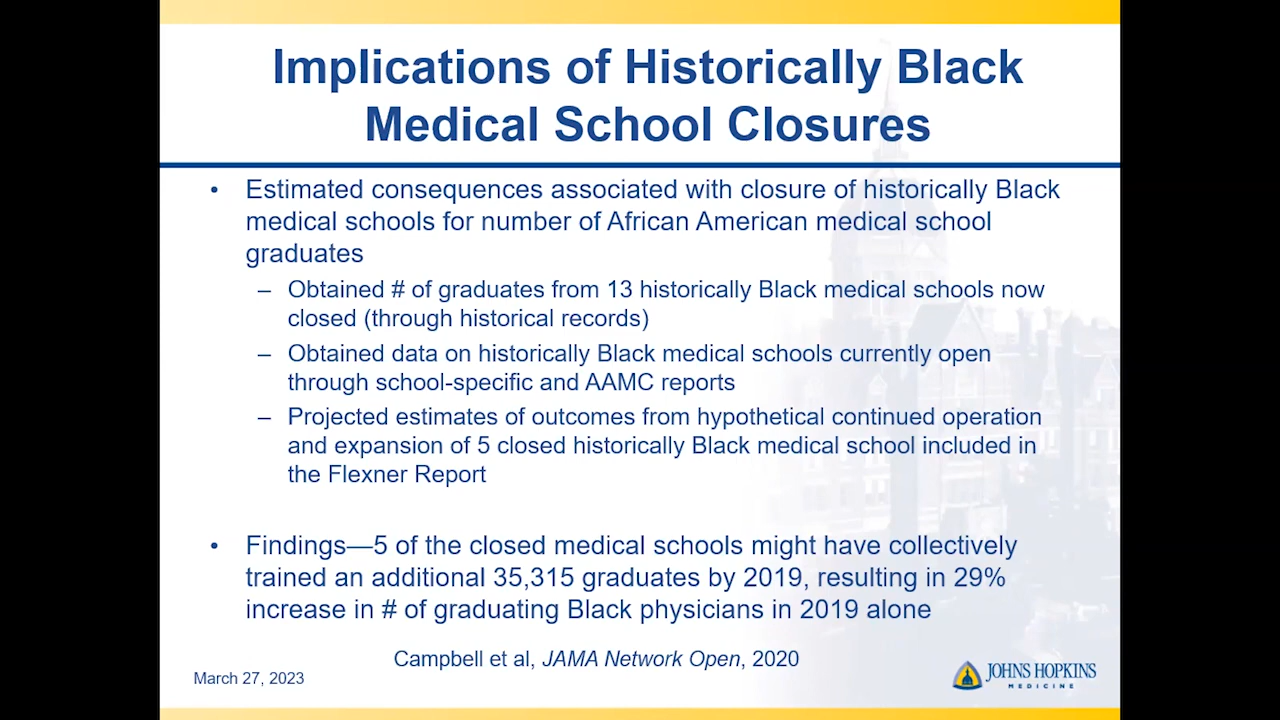 Implications of Historically Black
Medical School Closures
• Estimated consequences associated with closure of historically Black
medical schools for number of African American medical school
graduates
– Obtained # of graduates from 13 historically Black medical schools now
closed (through historical records)
– Obtained data on historically Black medical schools currently open
through school-specific and AAMC reports
– Projected estimates of outcomes from hypothetical continued operation
and expansion of 5 closed historically Black medical school included in
the Flexner Report
• Findings—5 of the closed medical schools might have collectively
trained an additional 35,315 graduates by 2019, resulting in 29%
increase in # of graduating Black physicians in 2019 alone
Campbell et al, JAMA Network Open, 2020
March 27, 2023
JOHNS HOPKINS
MEDICINE